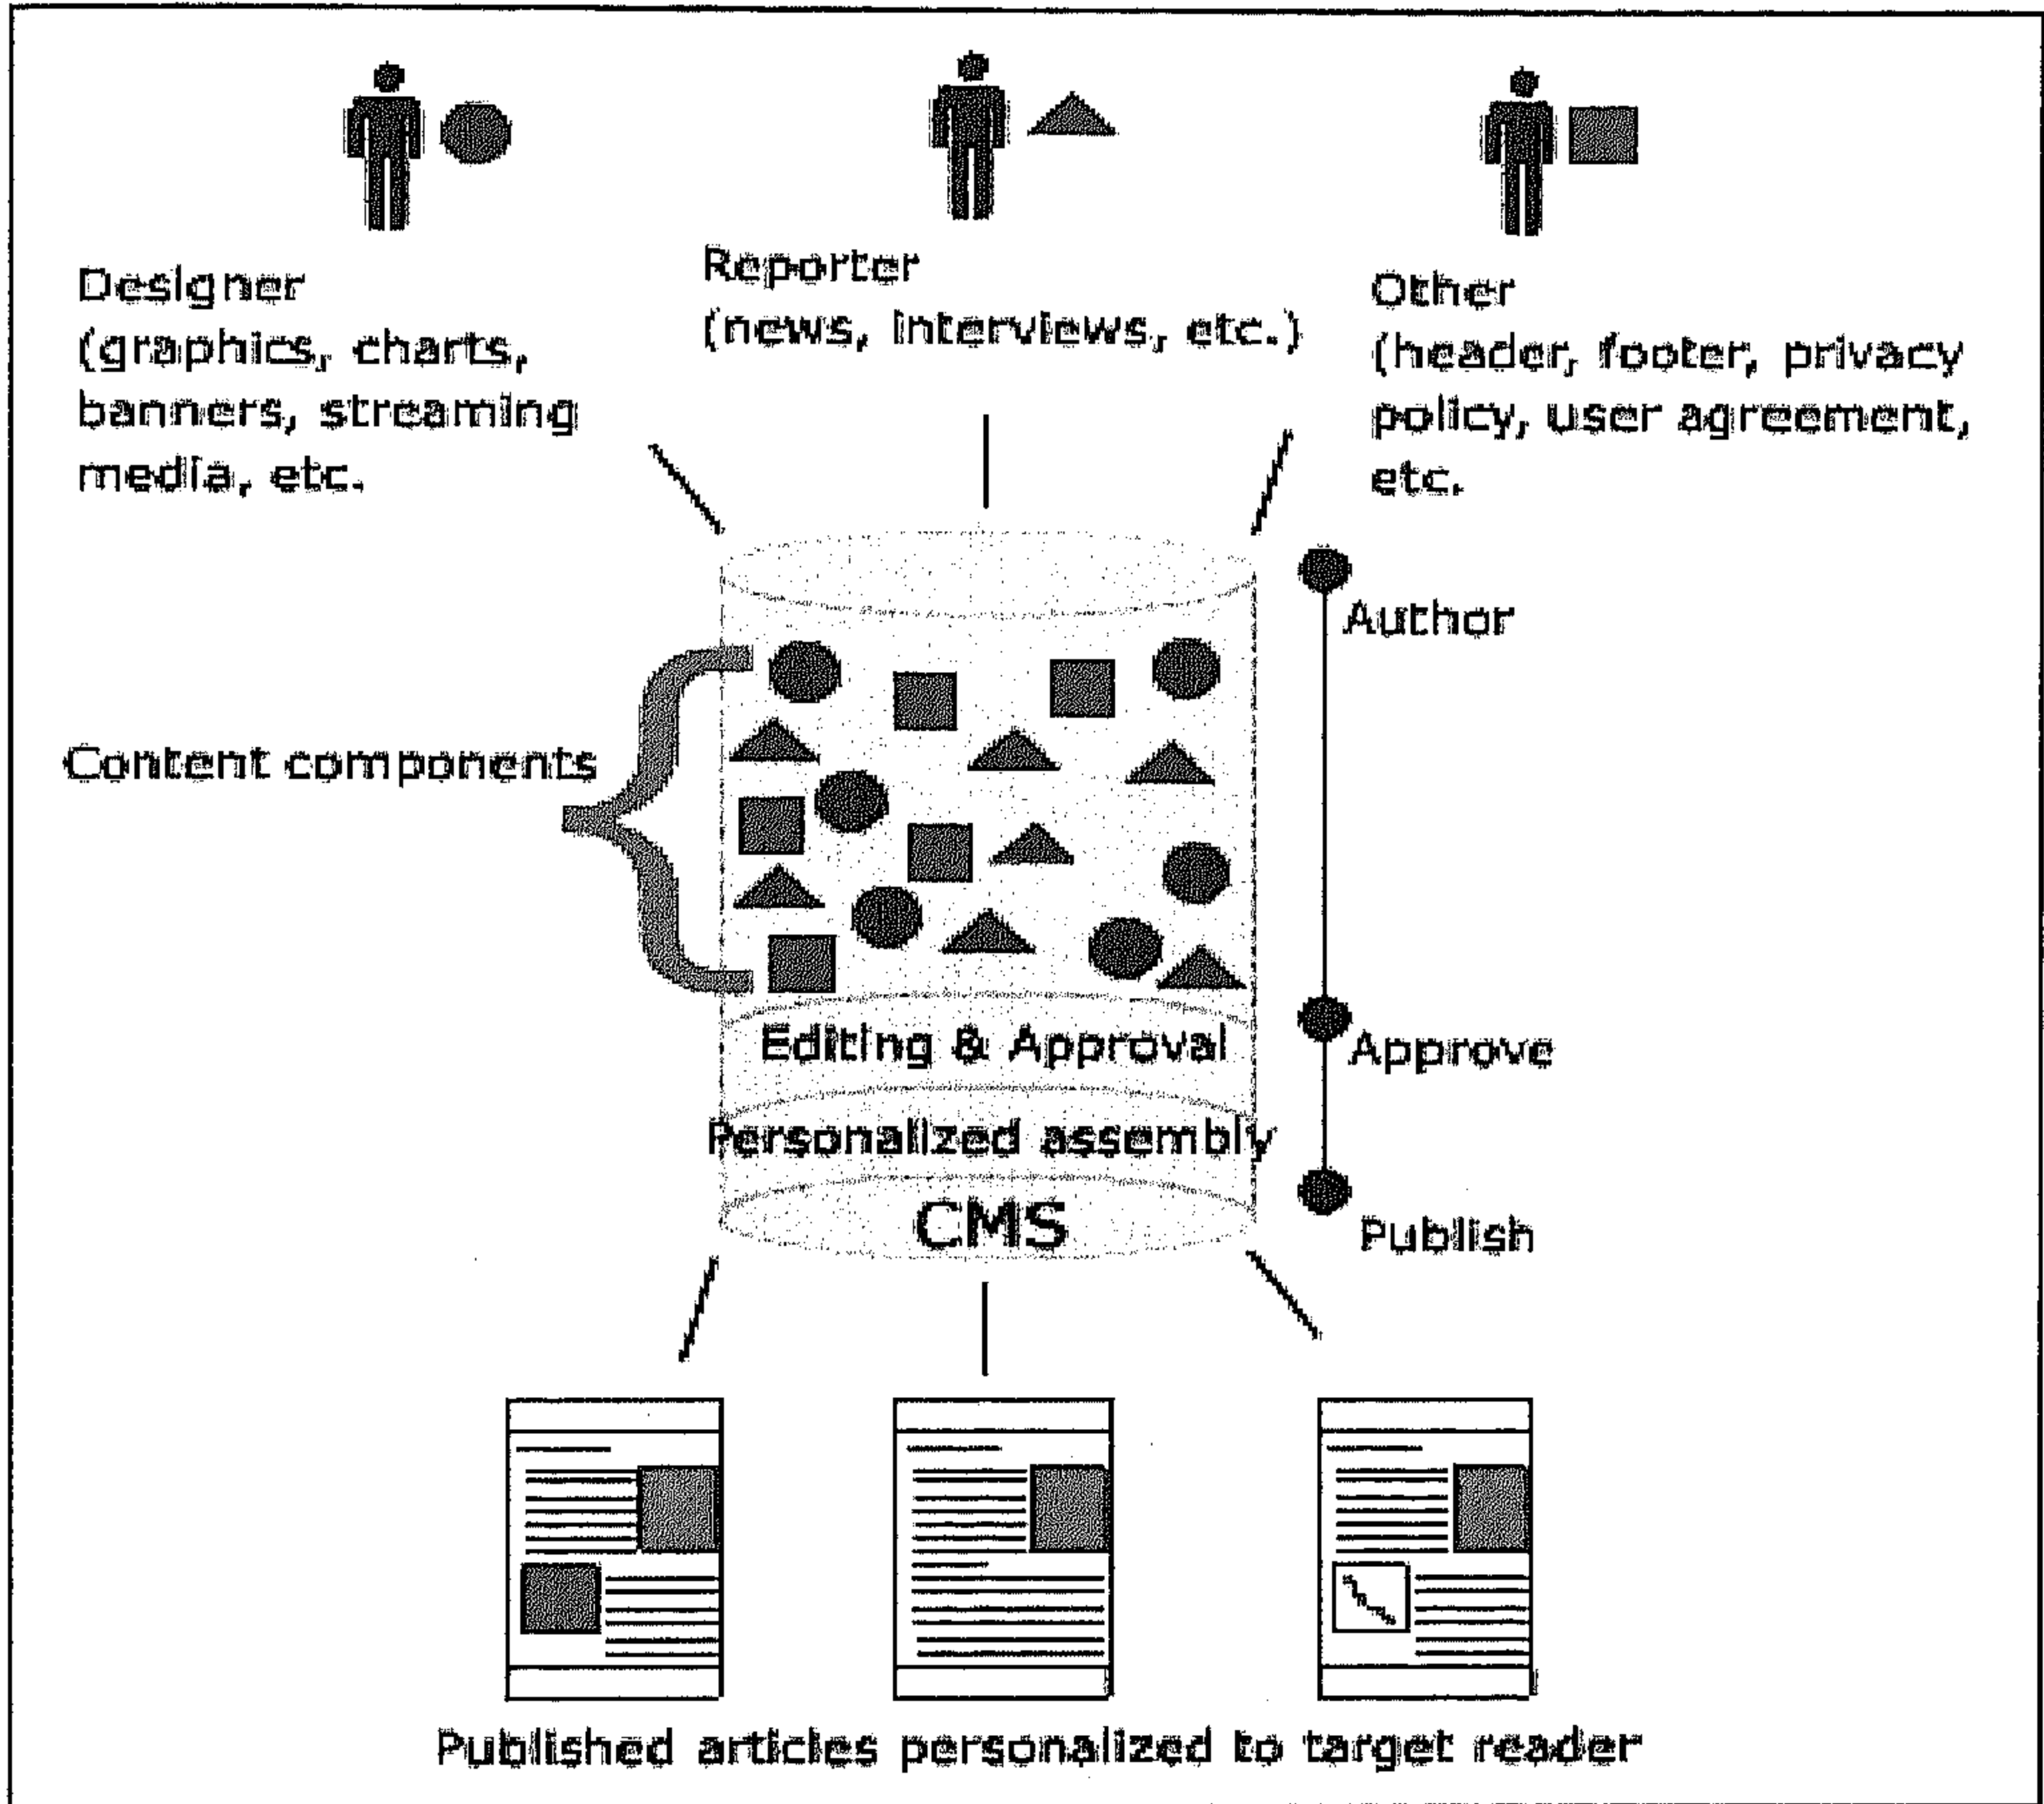 Designer
(graphics, charts,
banners, streaming
media, etc.
Reporter
(news, interviews, etc.)
Other
(header, footer, privacy
policy, user agreement,
etc.
Author
Content components
Editing & Approval
Approve
Personalized assembly
CMS
Publish
Published articles personalized to target reader